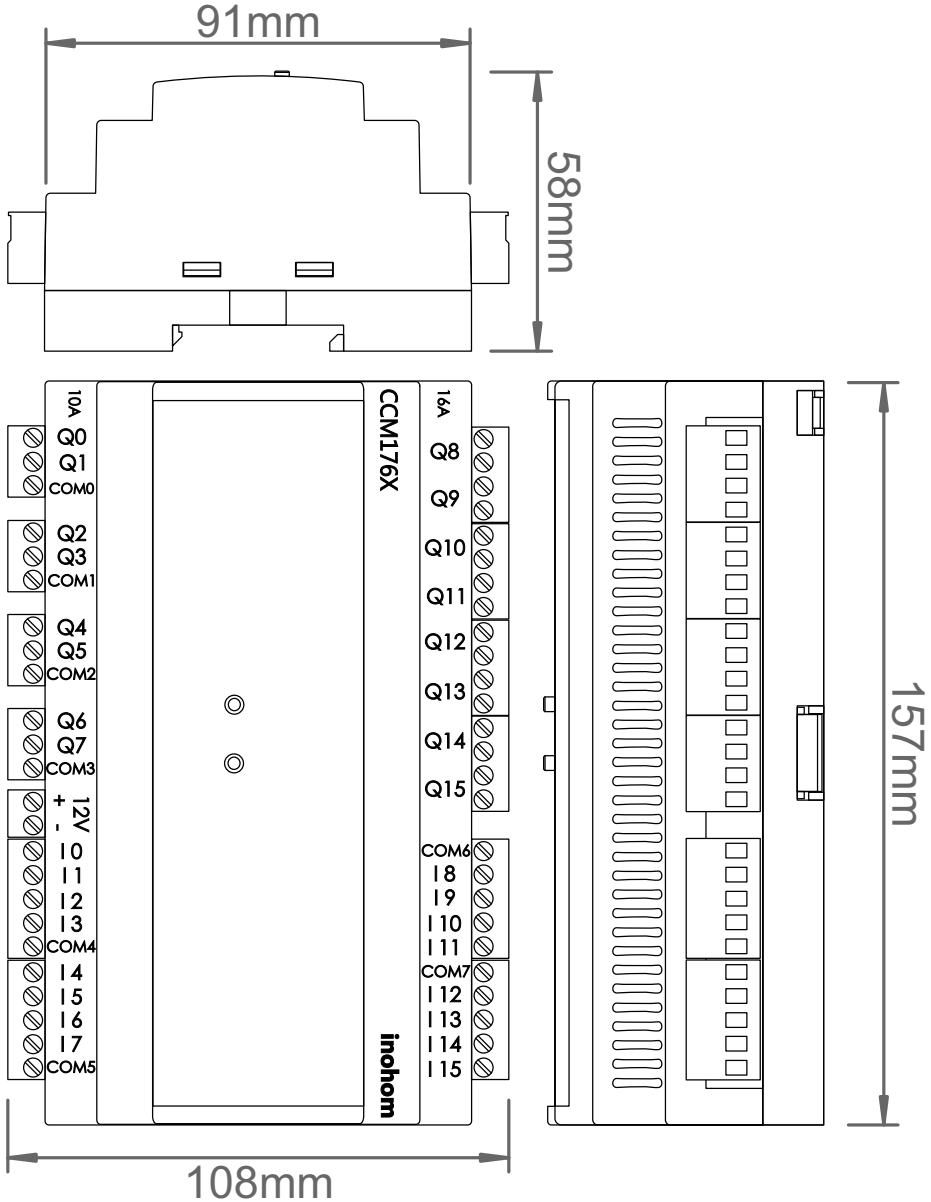 91mm
58mm
10A
CCM176X
16A
Q0
Q1
COM0
Q2
Q3
COM1
Q4
Q5
COM2
Q6
Q7
COM3
+ 12V
-
I0
I1
I2
I3
COM4
I4
I5
I6
I7
COM5
Q8
Q9
Q10
Q11
Q12
Q13
Q14
Q15
COM6
I8
I9
I10
I11
COM7
I12
I13
I14
I15
inohom
157mm
108mm